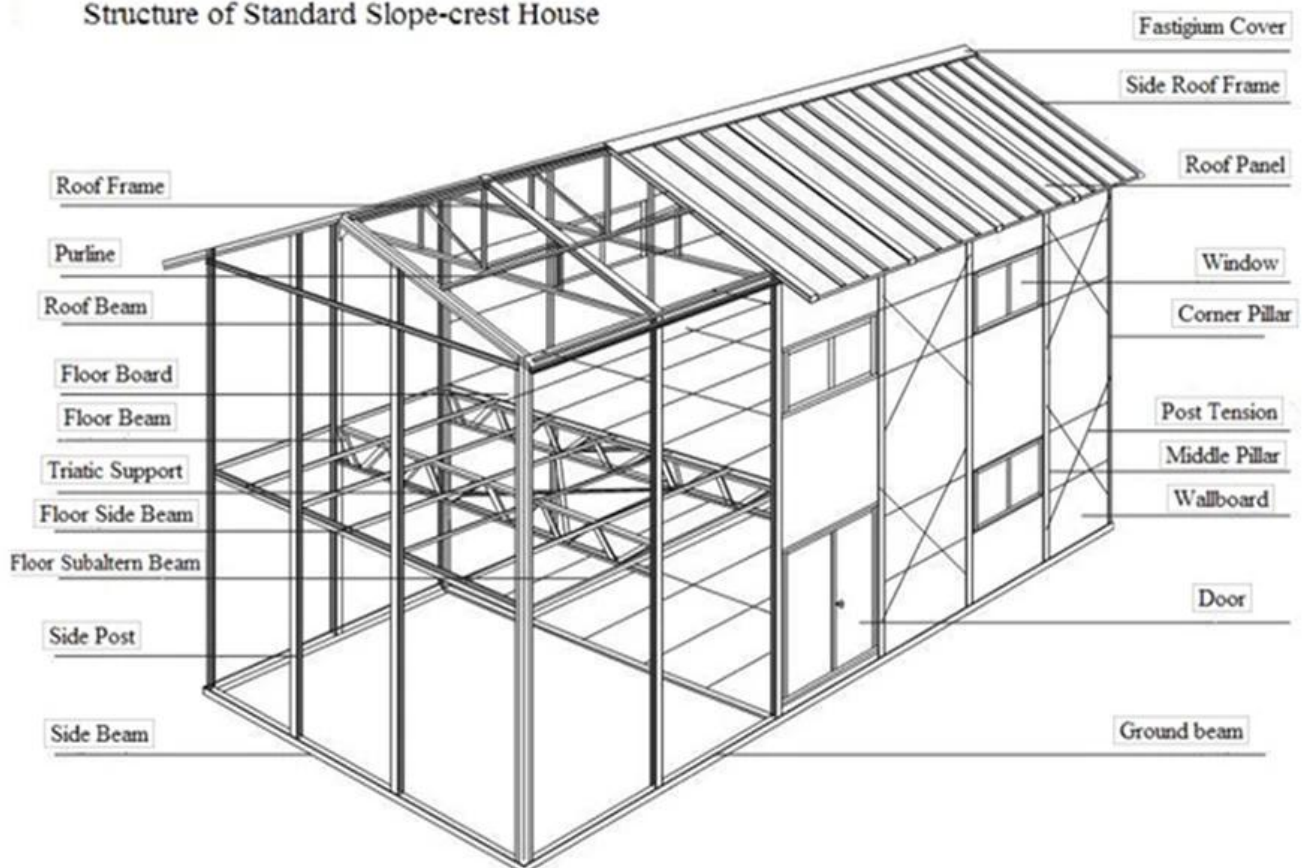 Structure of Standard Slope-crest House
Fastigium Cover
Side Roof Frame
Roof Panel
Window
Corner Pillar
Post Tension
Middle Pillar
Wallboard
Door
Ground beam
Roof Frame
Purline
Roof Beam
Floor Board
Floor Beam
Triatic Support
Floor Side Beam
Floor Subaltern Beam
Side Post
Side Beam